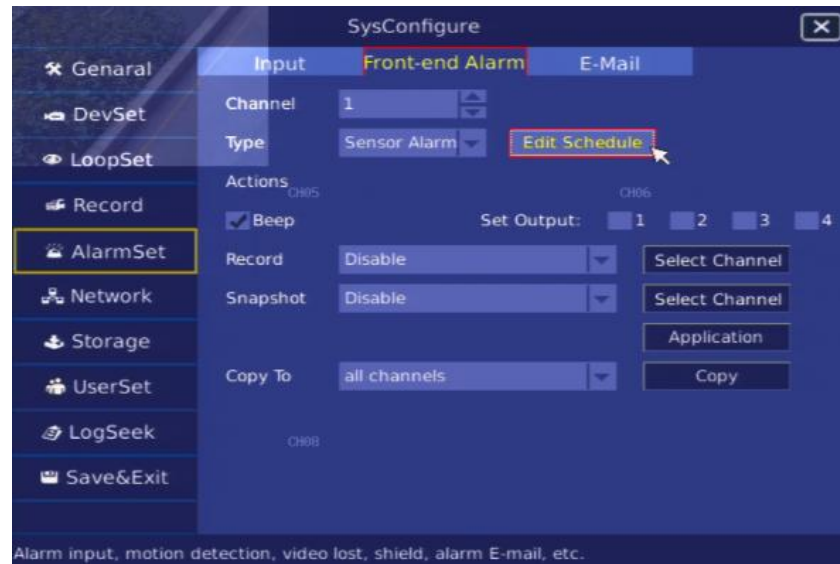 SysConfigure
Genaral
DevSet
LoopSet
Record
AlarmSet
Network
Storage
UserSet
LogSeek
Save&Exit
Input Front-end Alarm E-Mail
Channel 1
Type Sensor Alarm Edit Schedule
Actions
CH05 CH06
Beep Set Output: 1 2 3 4
Record Disable Select Channel
Snapshot Disable Select Channel
Application
Copy To all channels Copy
CH08
Alarm input, motion detection, video lost, shield, alarm E-mail, etc.